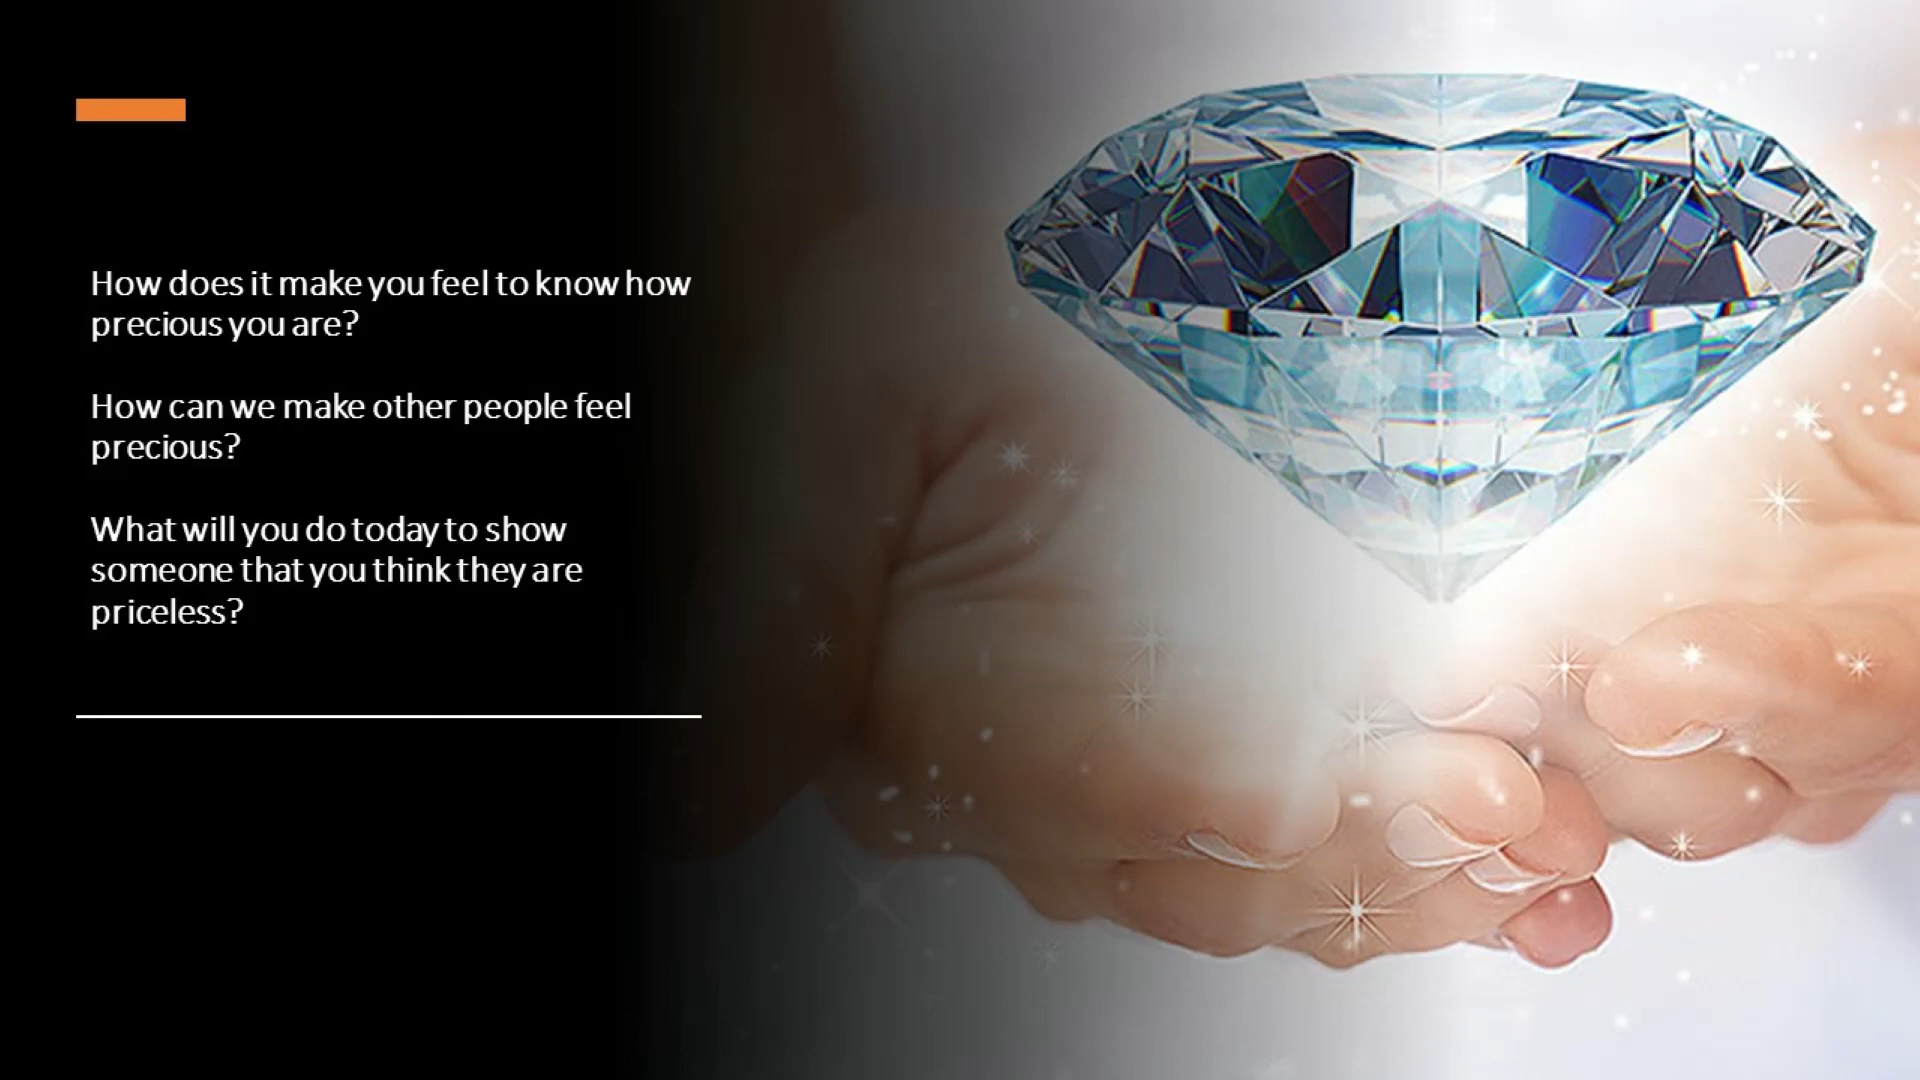 How does it make you feel to know how
precious you are?
How can we make other people feel
precious?
What will you do today to show
someone that you think they are
priceless?